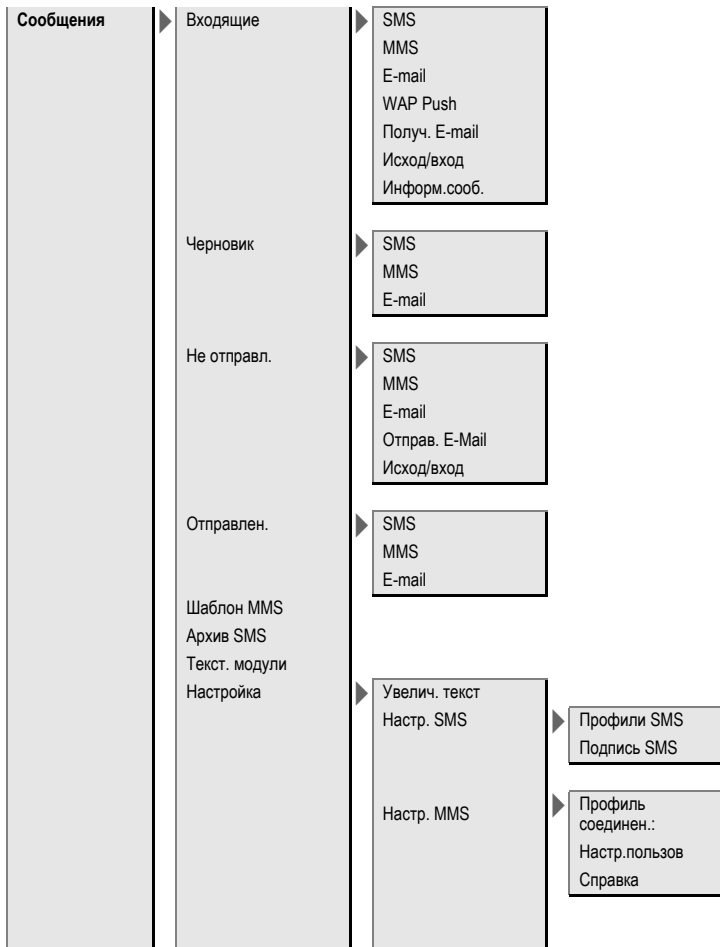 Сообщения
Входящие
SMS
MMS
E-mail
WAP Push
Получ. E-mail
Исход/вход
Информ.сооб.
Черновик
SMS
MMS
E-mail
Не отправл.
SMS
MMS
E-mail
Отправ. E-Mail
Исход/вход
Отправлен.
SMS
MMS
E-mail
Шаблон MMS
Архив SMS
Текст. модули
Настройка
Увелич. текст
Настр. SMS
Профили SMS
Подпись SMS
Настр. MMS
Профиль
соединен.:
Настр.пользов
Справка